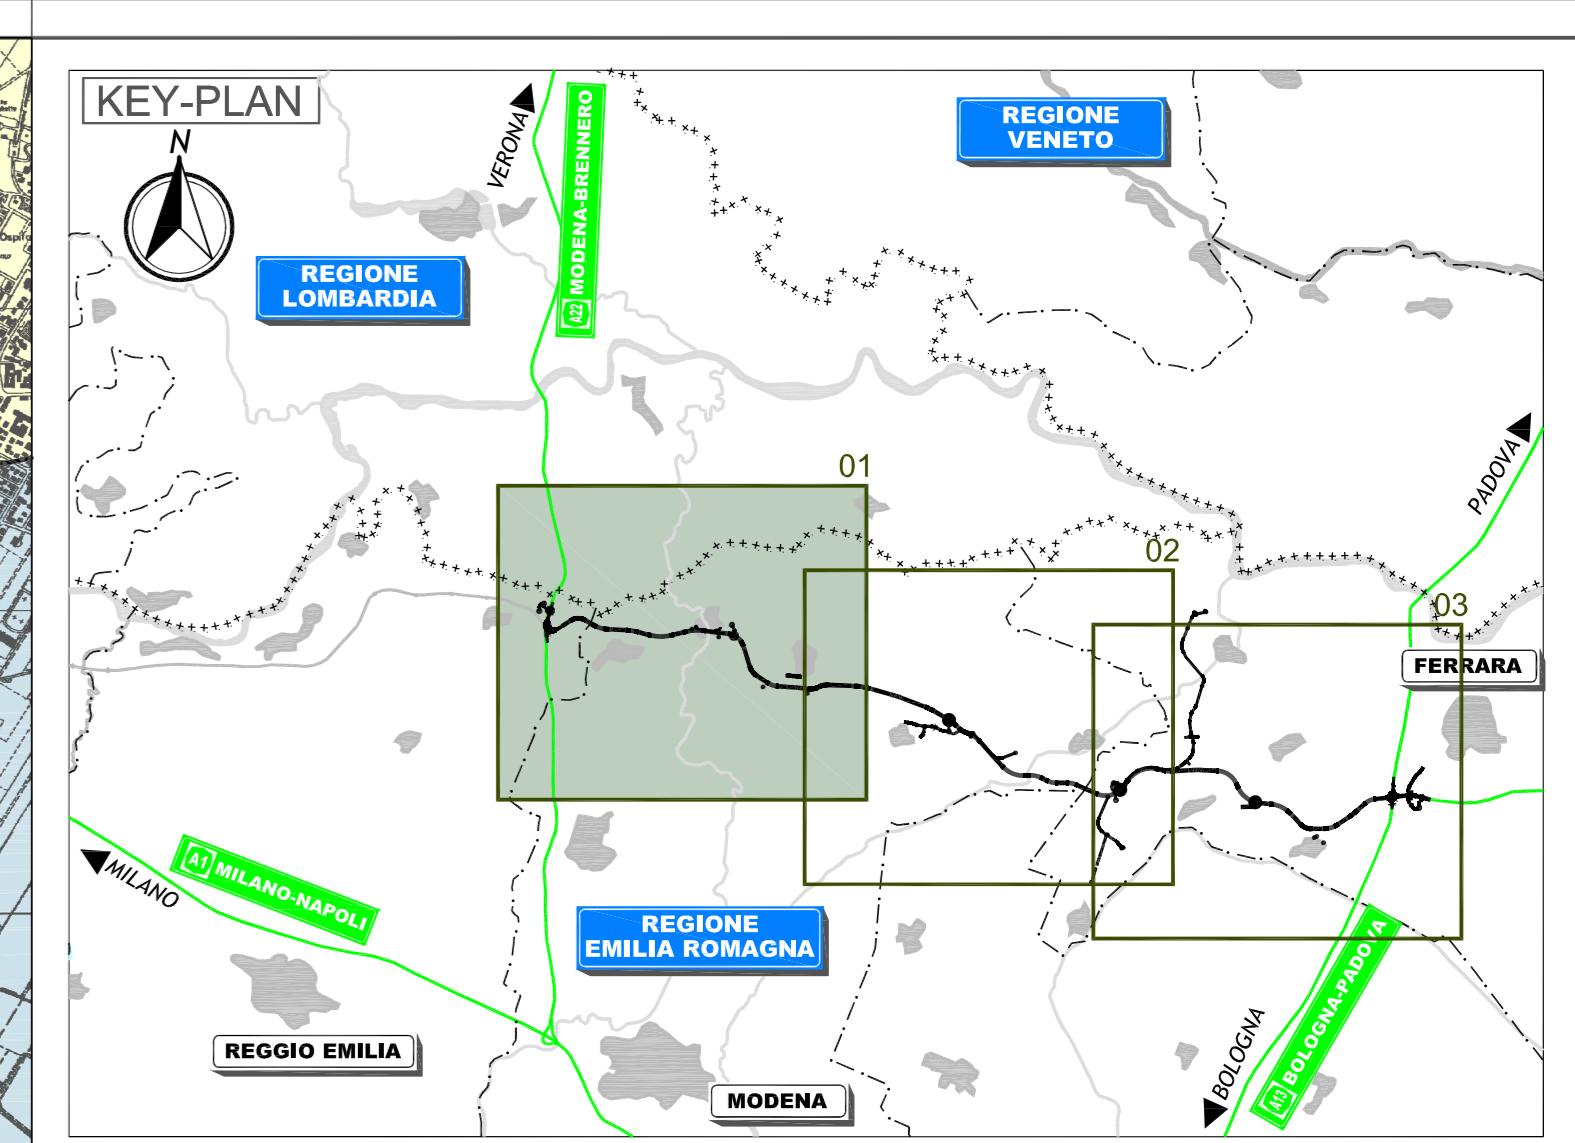 KEY-PLAN
N
VERONA
A22 MODENA-BRENNERO
REGIONE
VENETO
REGIONE
LOMBARDIA
PADOVA
01
02
03
FERRARA
MILANO
A1 MILANO-NAPOLI
REGIONE
EMILIA ROMAGNA
REGGIO EMILIA
MODENA
BOLOGNA
A13 BOLOGNA-PADOVA